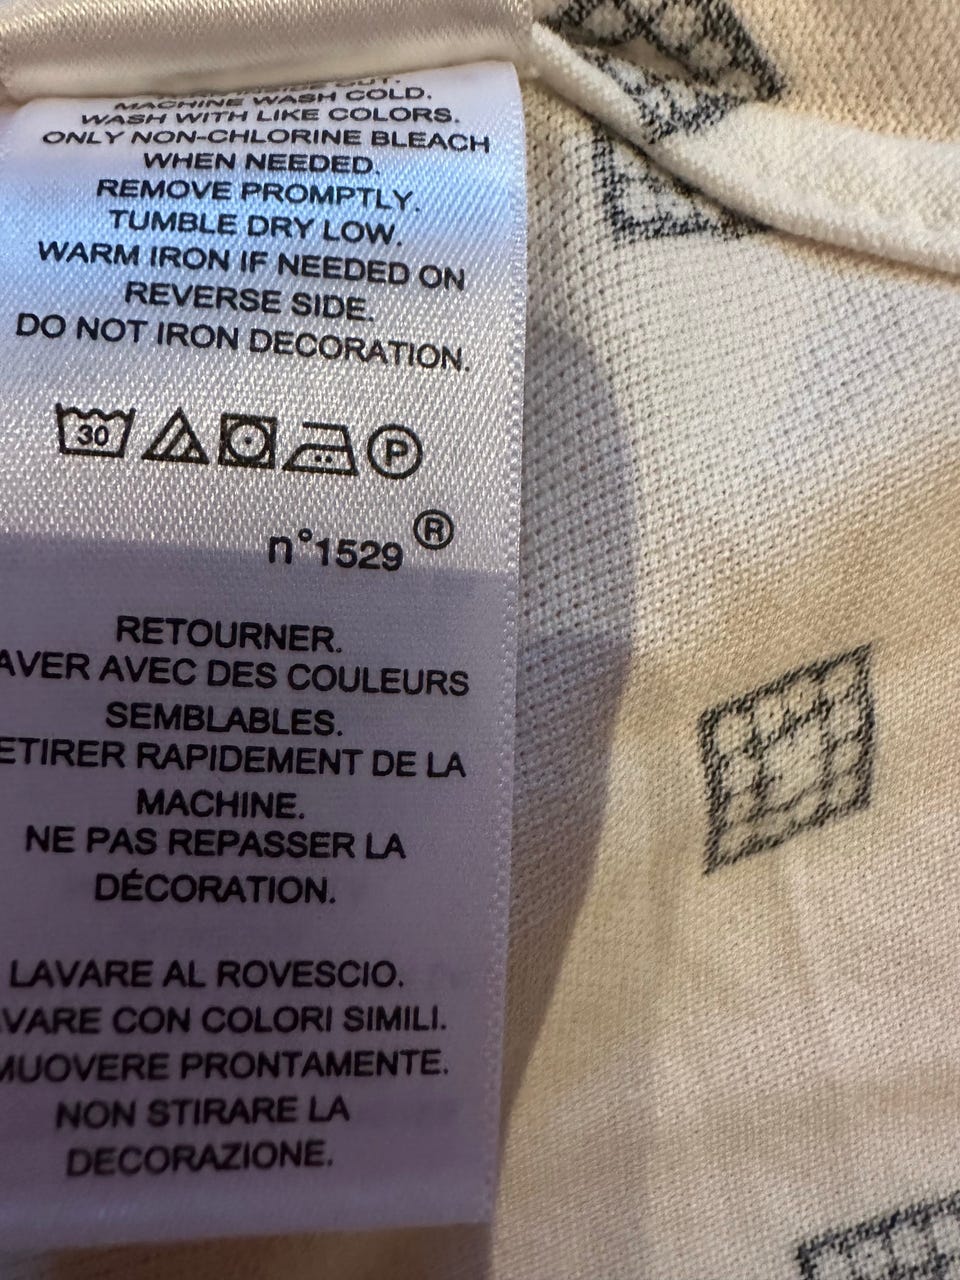 OUT.
MACHINE WASH COLD.
WASH WITH LIKE COLORS.
ONLY NON-CHLORINE BLEACH
WHEN NEEDED.
REMOVE PROMPTLY.
TUMBLE DRY LOW.
WARM IRON IF NEEDED ON
REVERSE SIDE.
DO NOT IRON DECORATION.
30 P
n°1529 ®
RETOURNER.
AVER AVEC DES COULEURS
SEMBLABLES.
ETIRER RAPIDEMENT DE LA
MACHINE.
NE PAS REPASSER LA
DÉCORATION.
LAVARE AL ROVESCIO.
VARE CON COLORI SIMILI.
MUOVERE PRONTAMENTE.
NON STIRARE LA
DECORAZIONE.